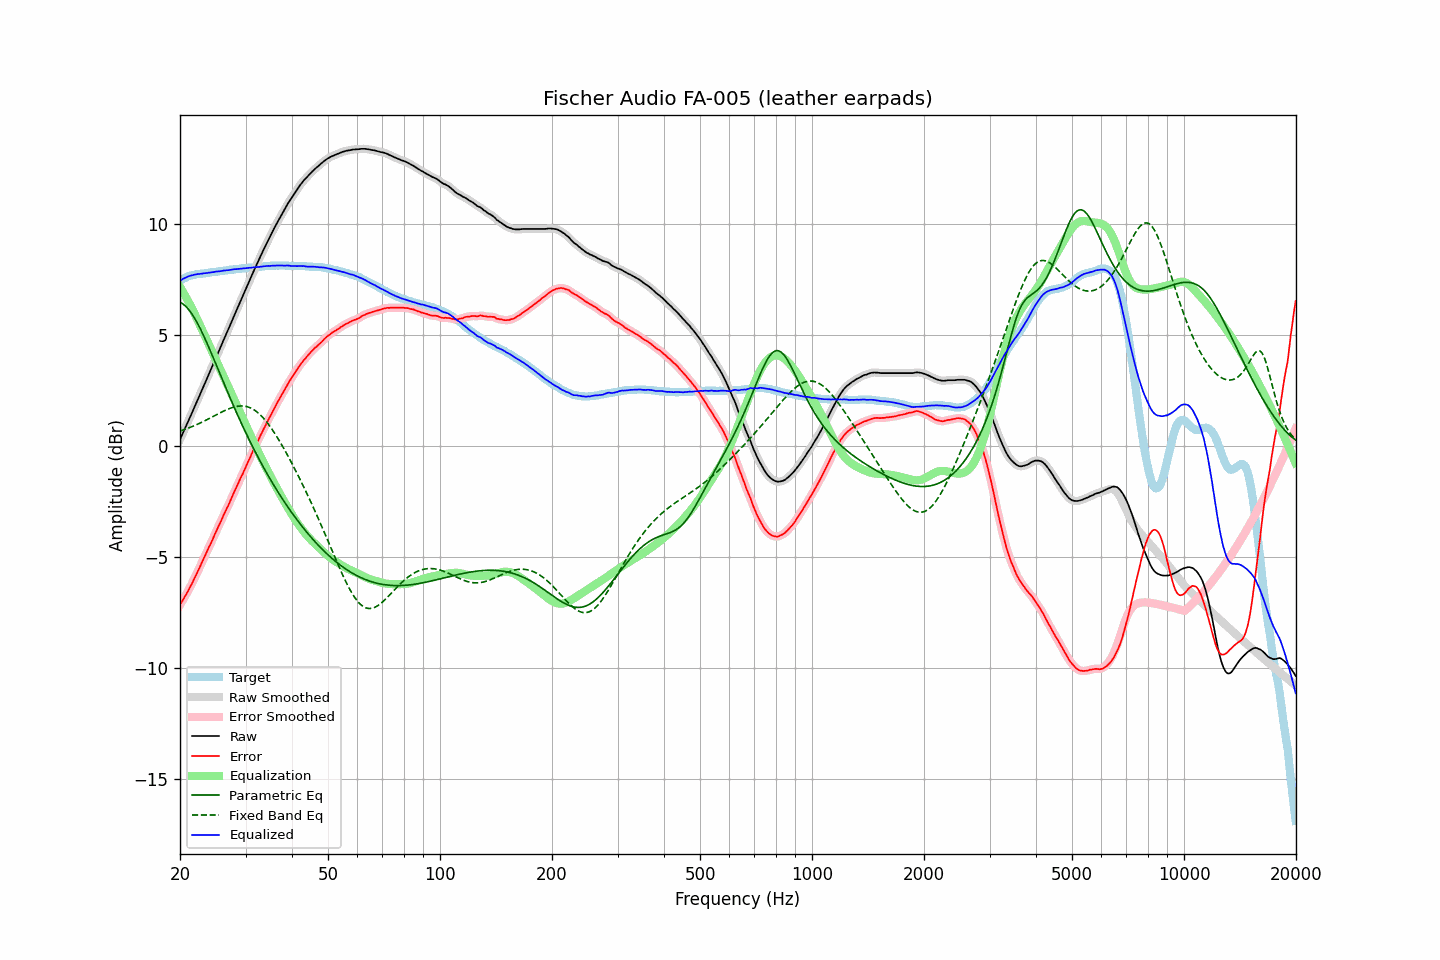 Fischer Audio FA-005 (leather earpads)
Amplitude (dBr)
10
5
0
−5
−10
−15
Target
Raw Smoothed
Error Smoothed
Raw
Error
Equalization
Parametric Eq
Fixed Band Eq
Equalized
20 50 100 200 500 1000 2000 5000 10000 20000
Frequency (Hz)